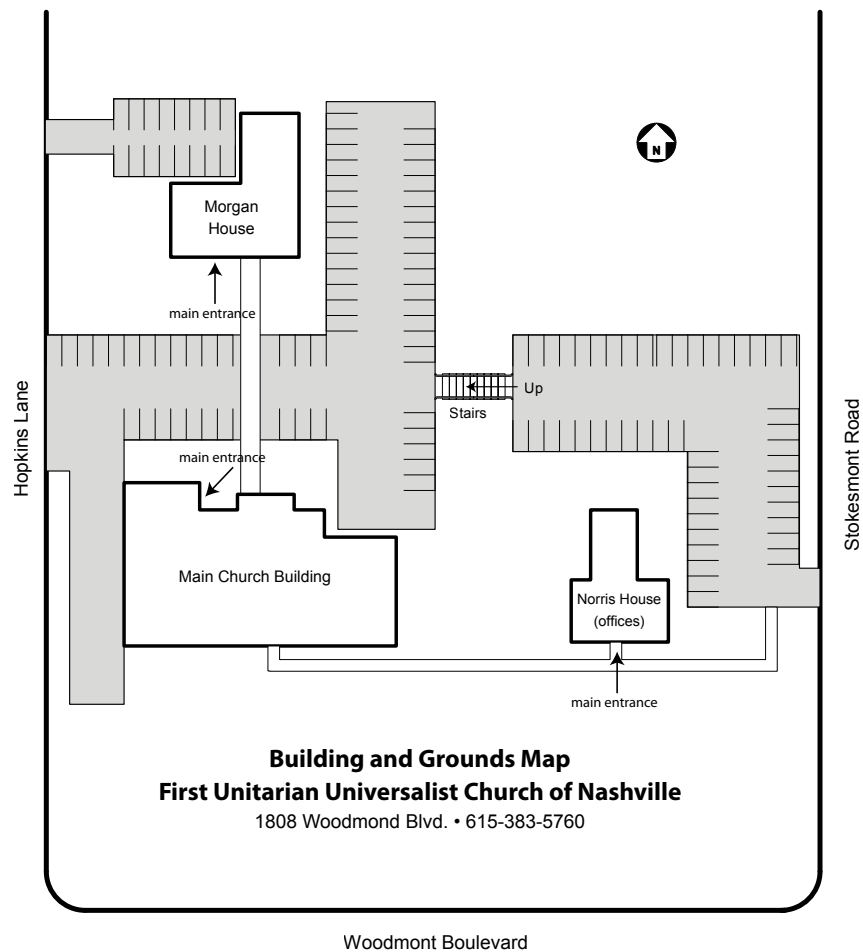 N
Morgan
House
main entrance
Up
Stairs
Hopkins Lane
Stokesmont Road
main entrance
Main Church Building
Norris House
(offices)
main entrance
Building and Grounds Map
First Unitarian Universalist Church of Nashville
1808 Woodmond Blvd. • 615-383-5760
Woodmont Boulevard